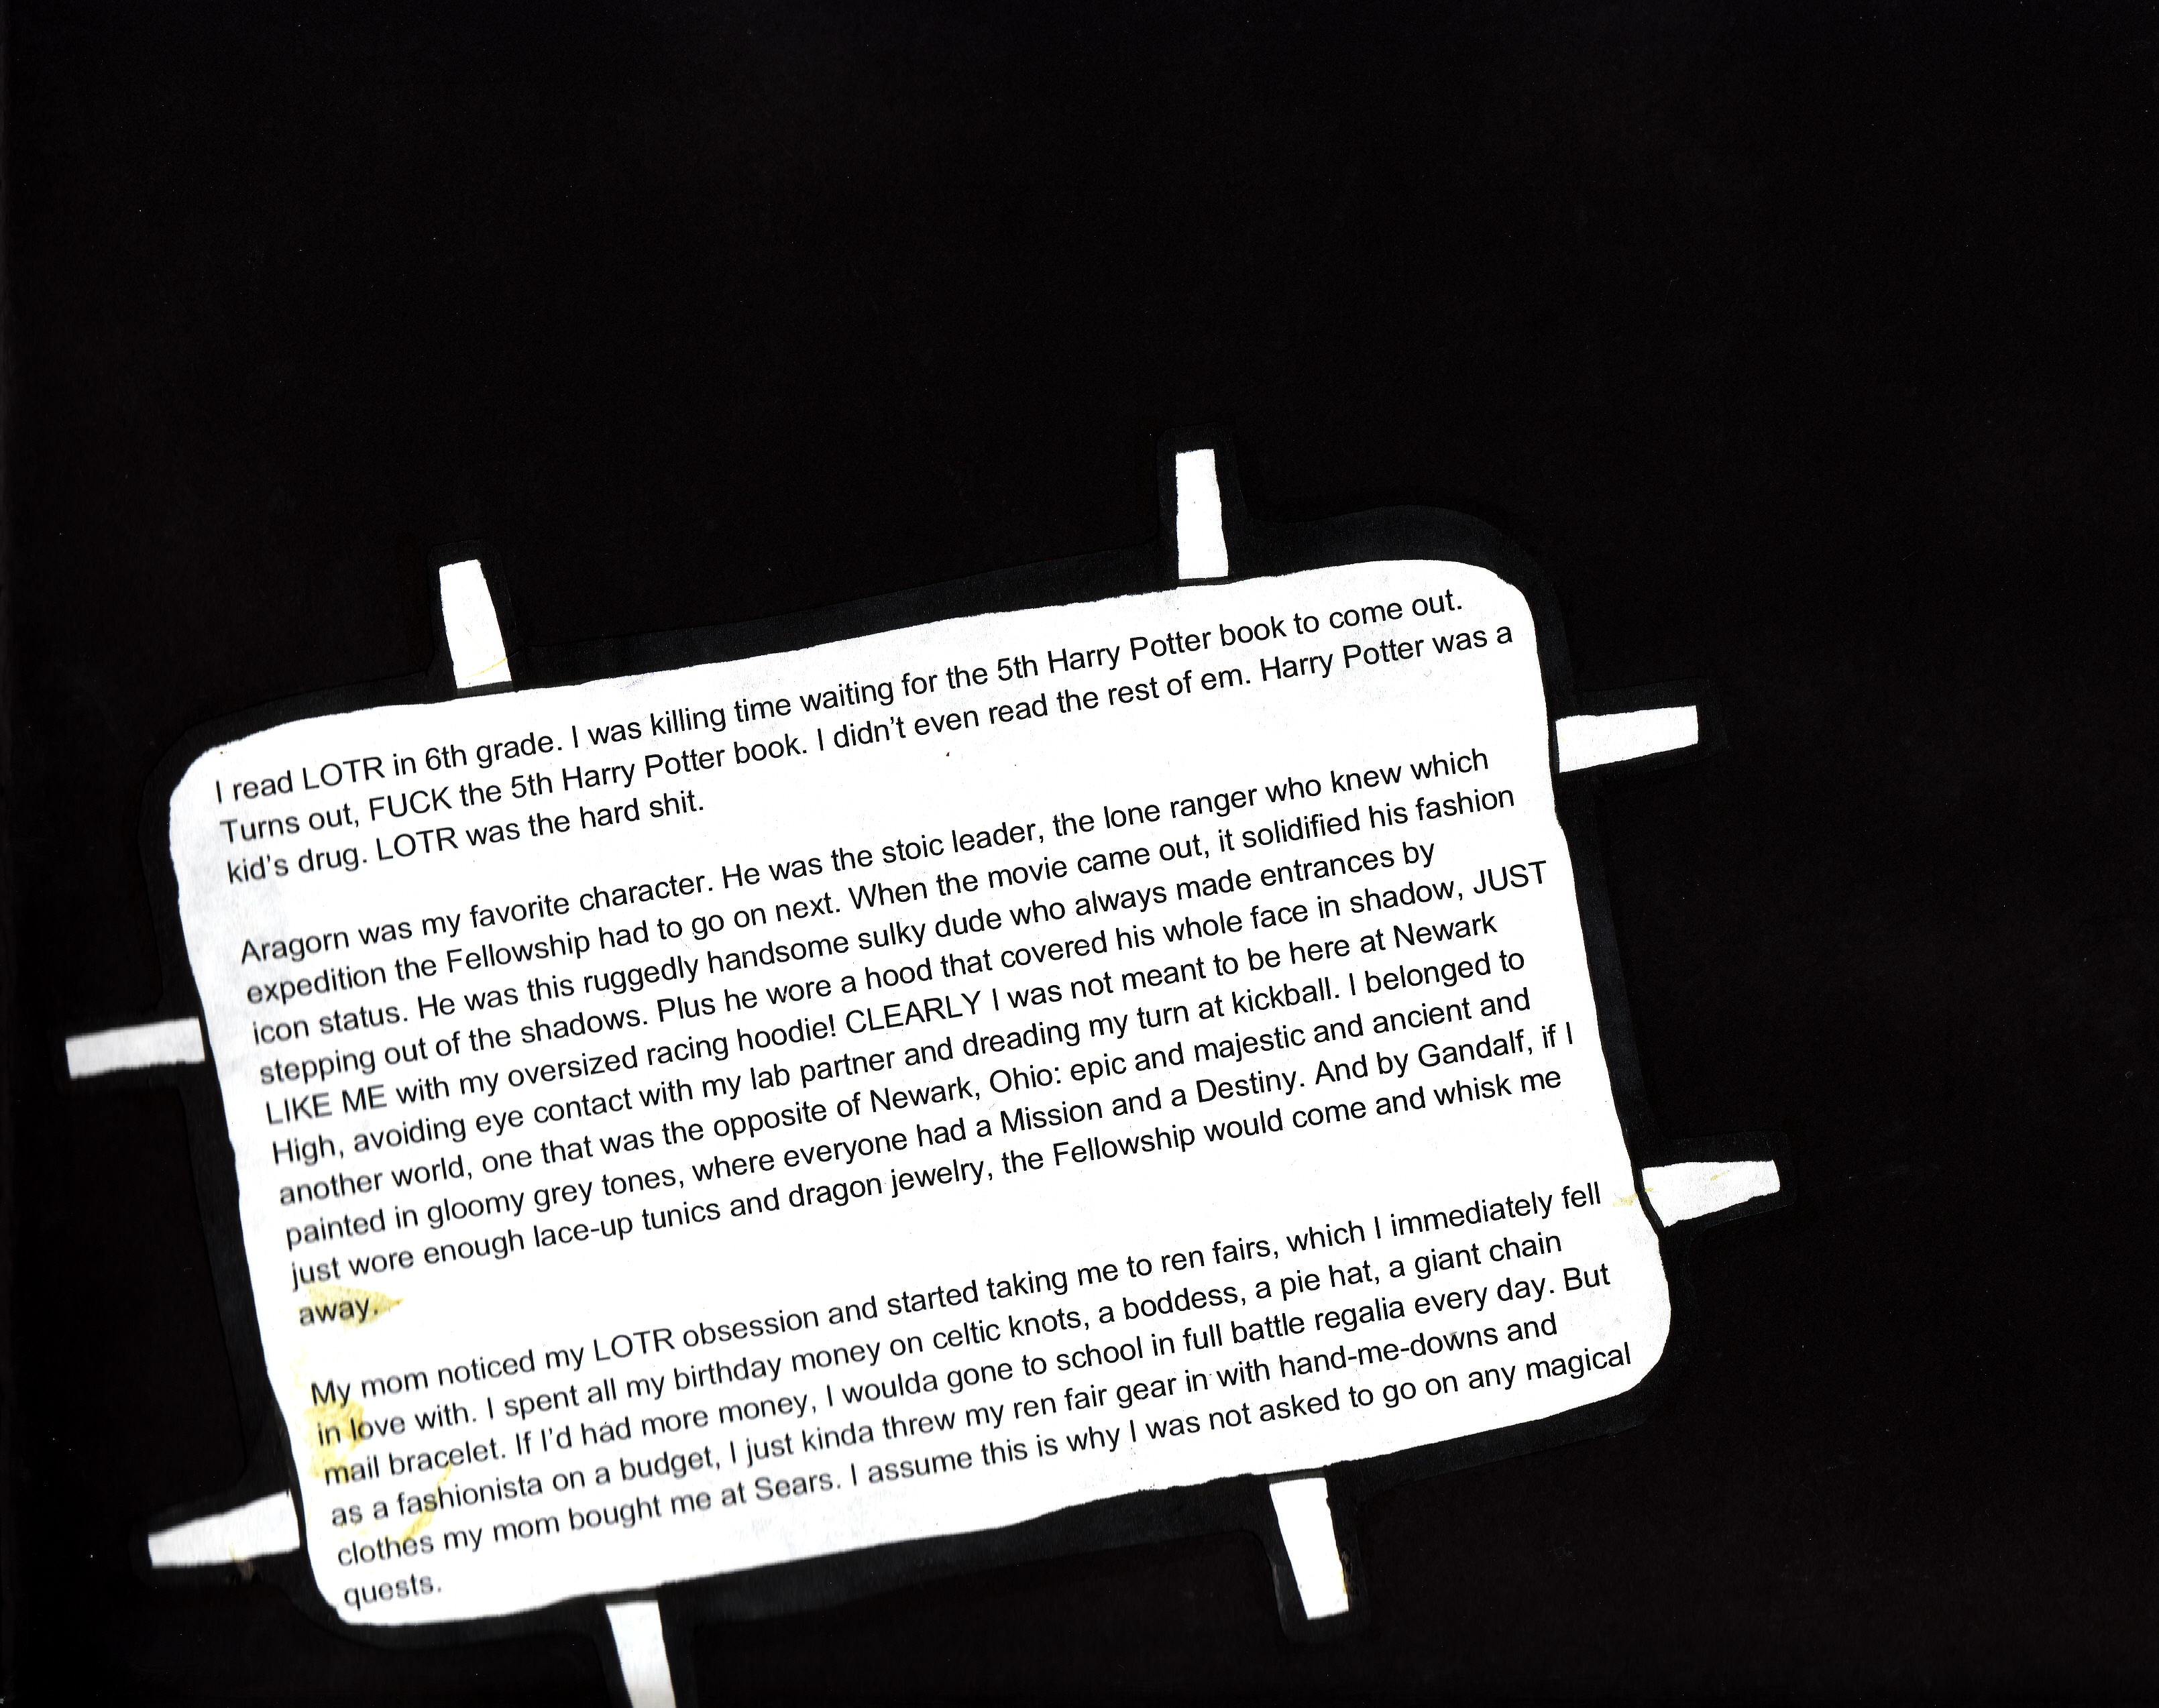 I read LOTR in 6th grade. I was killing time waiting for the 5th Harry Potter book to come out.
Turns out, FUCK the 5th Harry Potter book. I didn't even read the rest of em. Harry Potter was a
kid's drug. LOTR was the hard shit.
Aragorn was my favorite character. He was the stoic leader, the lone ranger who knew which
expedition the Fellowship had to go on next. When the movie came out, it solidified his fashion
icon status. He was this ruggedly handsome sulky dude who always made entrances by
stepping out of the shadows. Plus he wore a hood that covered his whole face in shadow, JUST
LIKE ME with my oversized racing hoodie! CLEARLY I was not meant to be here at Newark
High, avoiding eye contact with my lab partner and dreading my turn at kickball. I belonged to
another world, one that was the opposite of Newark, Ohio: epic and majestic and ancient and
painted in gloomy grey tones, where everyone had a Mission and a Destiny. And by Gandalf, if I
just wore enough lace-up tunics and dragon jewelry, the Fellowship would come and whisk me
away.
My mom noticed my LOTR obsession and started taking me to ren fairs, which I immediately fell
in love with. I spent all my birthday money on celtic knots, a boddess, a pie hat, a giant chain
mail bracelet. If I'd had more money, I woulda gone to school in full battle regalia every day. But
as a fashionista on a budget, I just kinda threw my ren fair gear in with hand-me-downs and
clothes my mom bought me at Sears. I assume this is why I was not asked to go on any magical
quests.